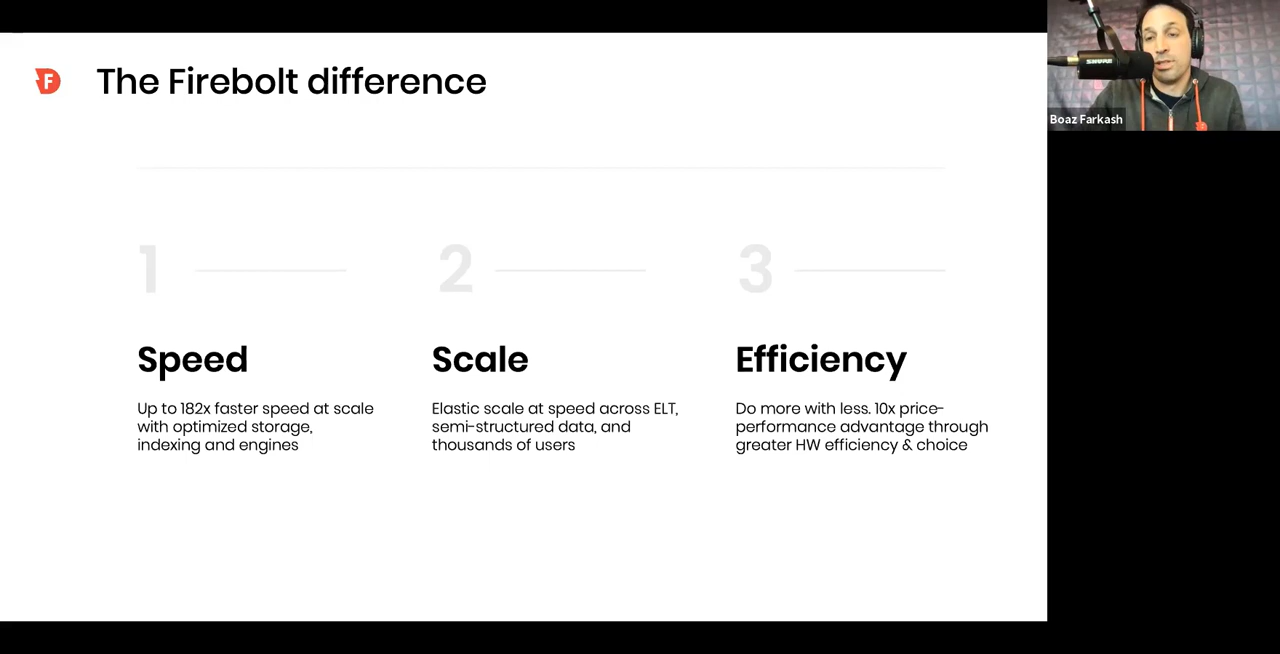 F
The Firebolt difference
1
2
3
Speed
Up to 182x faster speed at scale
with optimized storage,
indexing and engines
Scale
Elastic scale at speed across ELT,
semi-structured data, and
thousands of users
Efficiency
Do more with less. 10x price-
performance advantage through
greater HW efficiency & choice
SHURE
Boaz Farkash